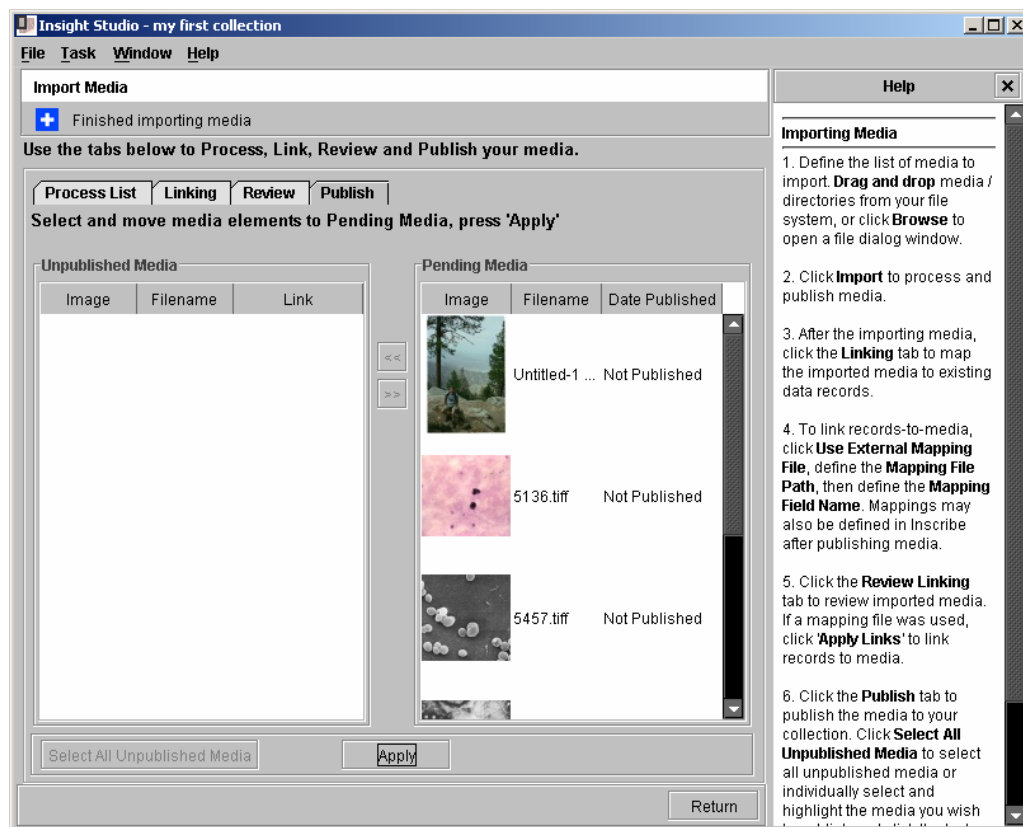 Insight Studio - my first collection
File Task Window Help
Import Media
Finished importing media
Use the tabs below to Process, Link, Review and Publish your media.
Process List Linking Review Publish
Select and move media elements to Pending Media, press 'Apply'
Unpublished Media
Image Filename Link
<<
>>
Pending Media
Image Filename Date Published
Untitled-1 ... Not Published
5136.tiff Not Published
5457.tiff Not Published
Select All Unpublished Media
Apply
Return
Help
Importing Media
1. Define the list of media to
import. Drag and drop media /
directories from your file
system, or click Browse to
open a file dialog window.
2. Click Import to process and
publish media.
3. After the importing media,
click the Linking tab to map
the imported media to existing
data records.
4. To link records-to-media,
click Use External Mapping
File, define the Mapping File
Path, then define the Mapping
Field Name. Mappings may
also be defined in Inscribe
after publishing media.
5. Click the Review Linking
tab to review imported media.
If a mapping file was used,
click 'Apply Links' to link
records to media.
6. Click the Publish tab to
publish the media to your
collection. Click Select All
Unpublished Media to select
all unpublished media or
individually select and
highlight the media you wish